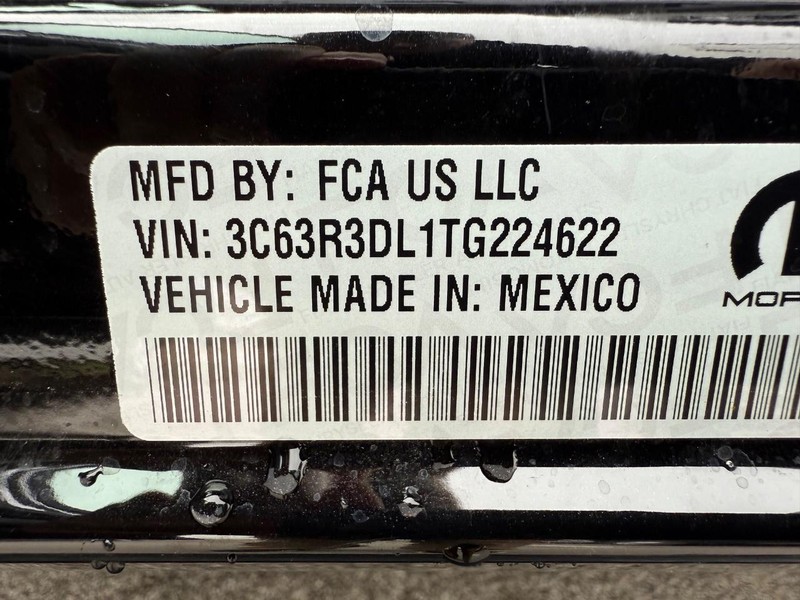 MFD BY: FCA US LLC
VIN: 3C63R3DL1TG224622
VEHICLE MADE IN: MEXICO